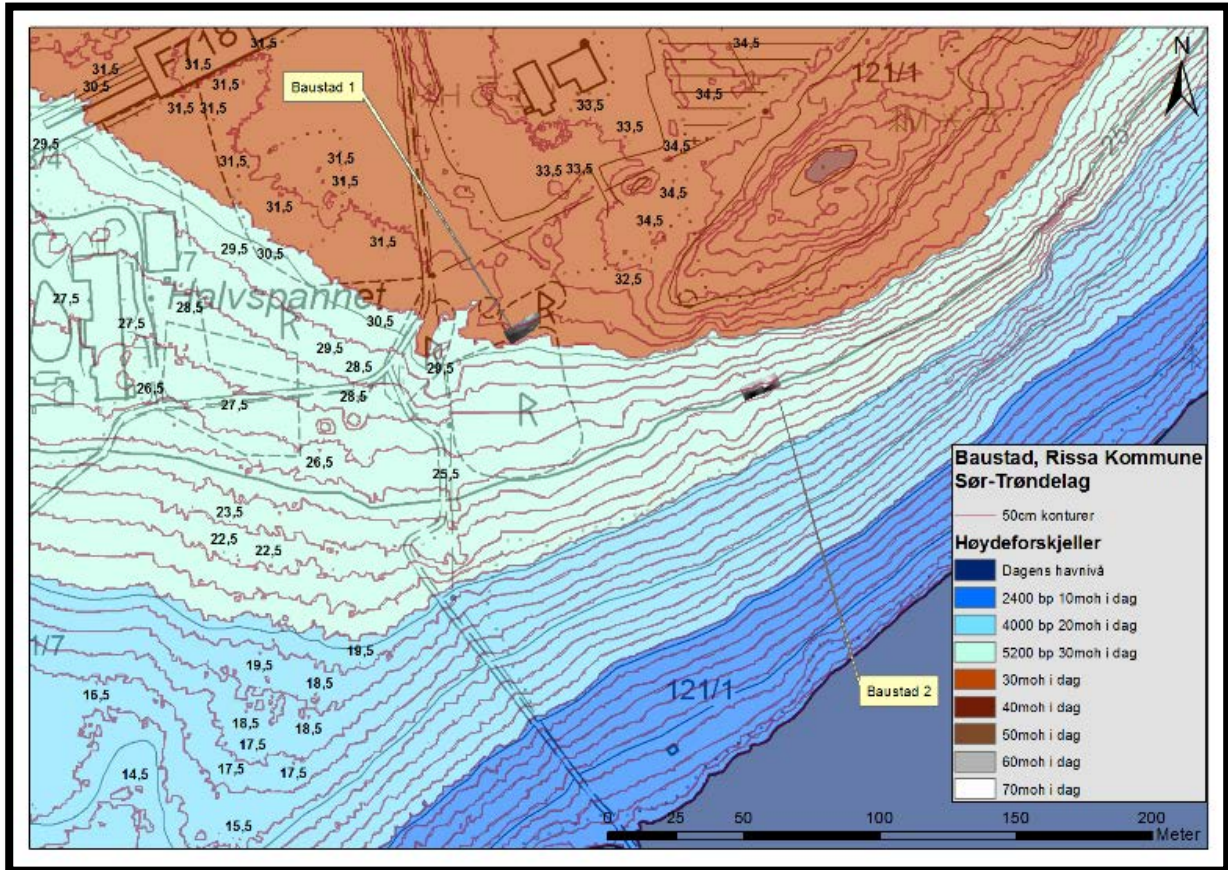 F718
31,5
34,5
N
31,5
31,5
30,5
Baustad 1
31,5
34,5
121/1
31,5 31,5
33,5
29,5
33,5
34,5
31,5
31,5
33,5 33,5
31,5
34,5
31,5
34,5
29,5
30,5
31,5
32,5
27,5
28,5
Halvspannet
R
27,5
30,5
R
29,5
28,5
29,5
26,5
27,5
28,5
R
26,5
25,5
23,5
22,5
22,5
Baustad, Rissa Kommune
Sør-Trøndelag
50cm konturer
Høydeforskjeller
Dagens havnivå
2400 bp 10moh i dag
4000 bp 20moh i dag
5200 bp 30moh i dag
30moh i dag
40moh i dag
50moh i dag
60moh i dag
70moh i dag
1/7
19,5
19,5
18,5
16,5
121/1
Baustad 2
18,5
18,5
17,5
14,5
17,5
17,5
15,5
0 25 50 100 150 200
Meter